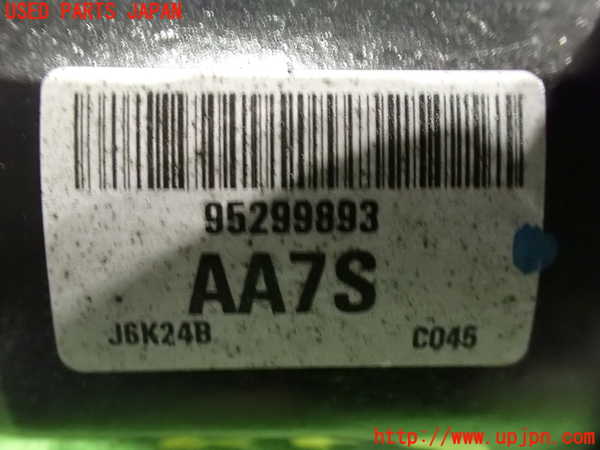 USED PARTS JAPAN
95299893
AA7S
J6K24B C045
http://www.upjpn.com/